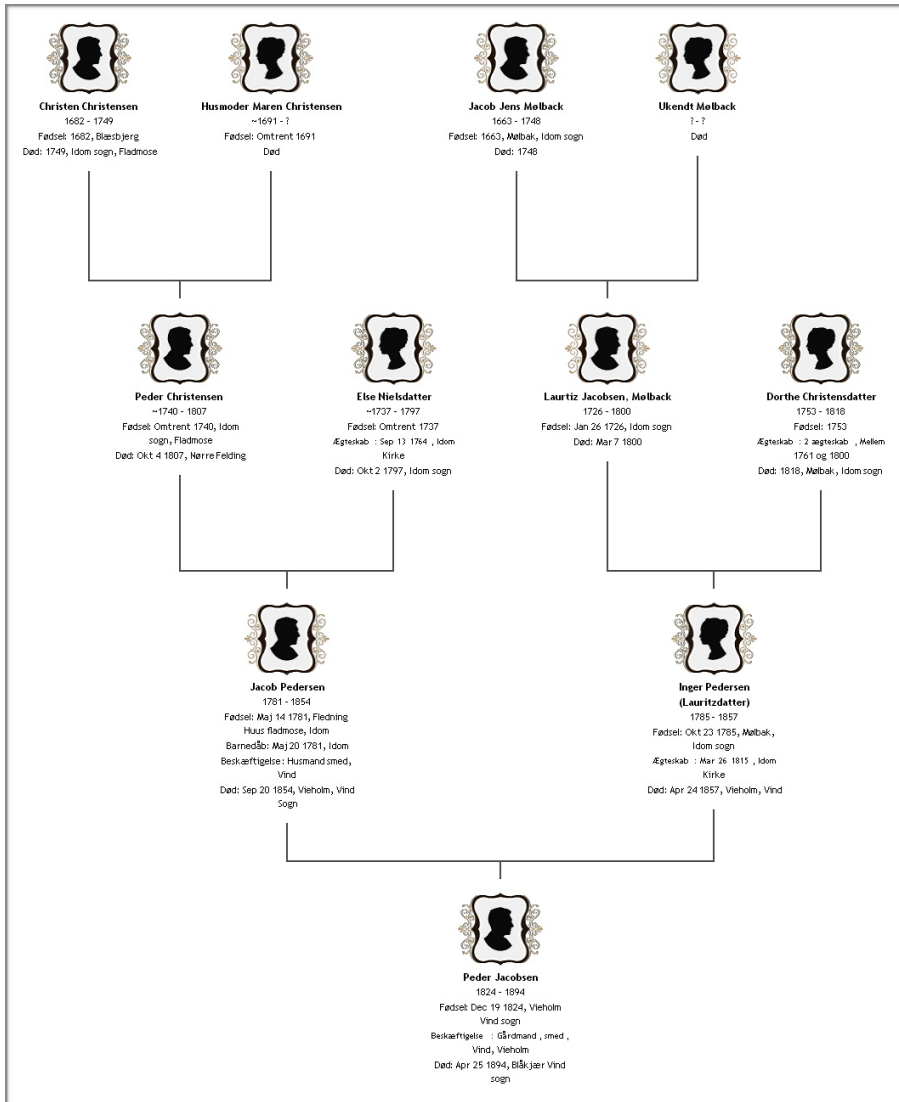 Christen Christensen
1682 - 1749
Fødsel: 1682, Blæsbjerg
Død: 1749, Idom sogn, Fladmose
Husmoder Maren Christensen
~1691 - ?
Fødsel: Omtrent 1691
Død
Jacob Jens Mølback
1663 - 1748
Fødsel: 1663, Mølbak, Idom sogn
Død: 1748
Ukendt Mølback
? - ?
Død
Peder Christensen
~1740 - 1807
Fødsel: Omtrent 1740, Idom
sogn, Fladmose
Død: Okt 4 1807, Nørre Felding
Else Nielsdatter
~1737 - 1797
Fødsel: Omtrent 1737
Ægteskab : Sep 13 1764 , Idom
Kirke
Død: Okt 2 1797, Idom sogn
Laurtiz Jacobsen, Mølback
1726 - 1800
Fødsel: Jan 26 1726, Idom sogn
Død: Mar 7 1800
Dorthe Christensdatter
1753 - 1818
Fødsel: 1753
Ægteskab : 2 ægteskab , Mellem
1761 og 1800
Død: 1818, Mølbak, Idom sogn
Jacob Pedersen
1781 - 1854
Fødsel: Maj 14 1781, Fledning
Huus fladmose, Idom
Barnedåb: Maj 20 1781, Idom
Beskæftigelse: Husmand smed,
Vind
Død: Sep 20 1854, Vieholm, Vind
Sogn
Inger Pedersen
(Lauritzdatter)
1785 - 1857
Fødsel: Okt 23 1785, Mølbak,
Idom sogn
Ægteskab : Mar 26 1815 , Idom
Kirke
Død: Apr 24 1857, Vieholm, Vind
Peder Jacobsen
1824 - 1894
Fødsel: Dec 19 1824, Vieholm
Vind sogn
Beskæftigelse : Gårdmand , smed ,
Vind, Vieholm
Død: Apr 25 1894, Blåkjær Vind
sogn